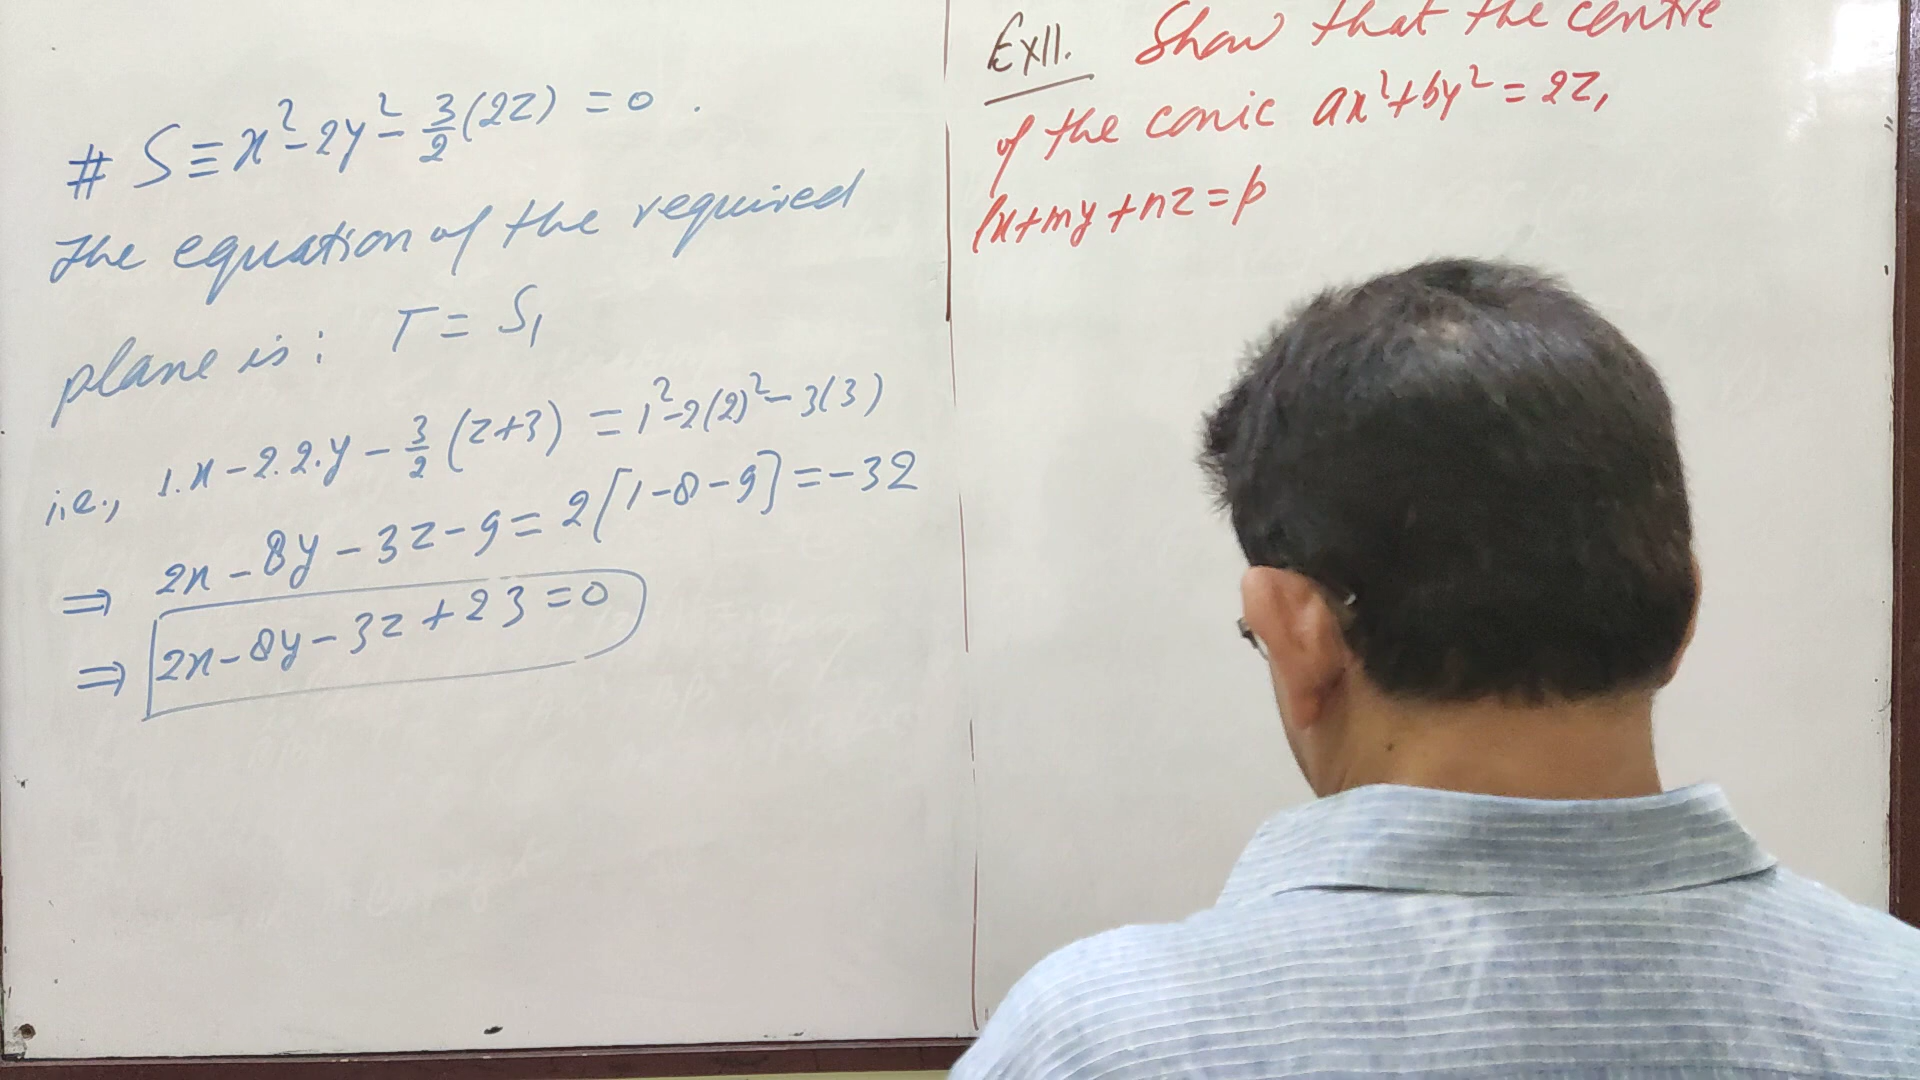 # S ≡ x² - 2y² - 3/2 (2z) = 0 .
The equation of the required
plane is : T = S₁
i.e., 1.x - 2.2.y - 3/2 (z+3) = 1² - 2(2)² - 3(3)
⇒ 2x - 8y - 3z - 9 = 2[1-8-9] = -32
⇒ 2x - 8y - 3z + 23 = 0
Ex11. Show that the centre
of the conic ax² + by² = 2z,
lx + my + nz = p